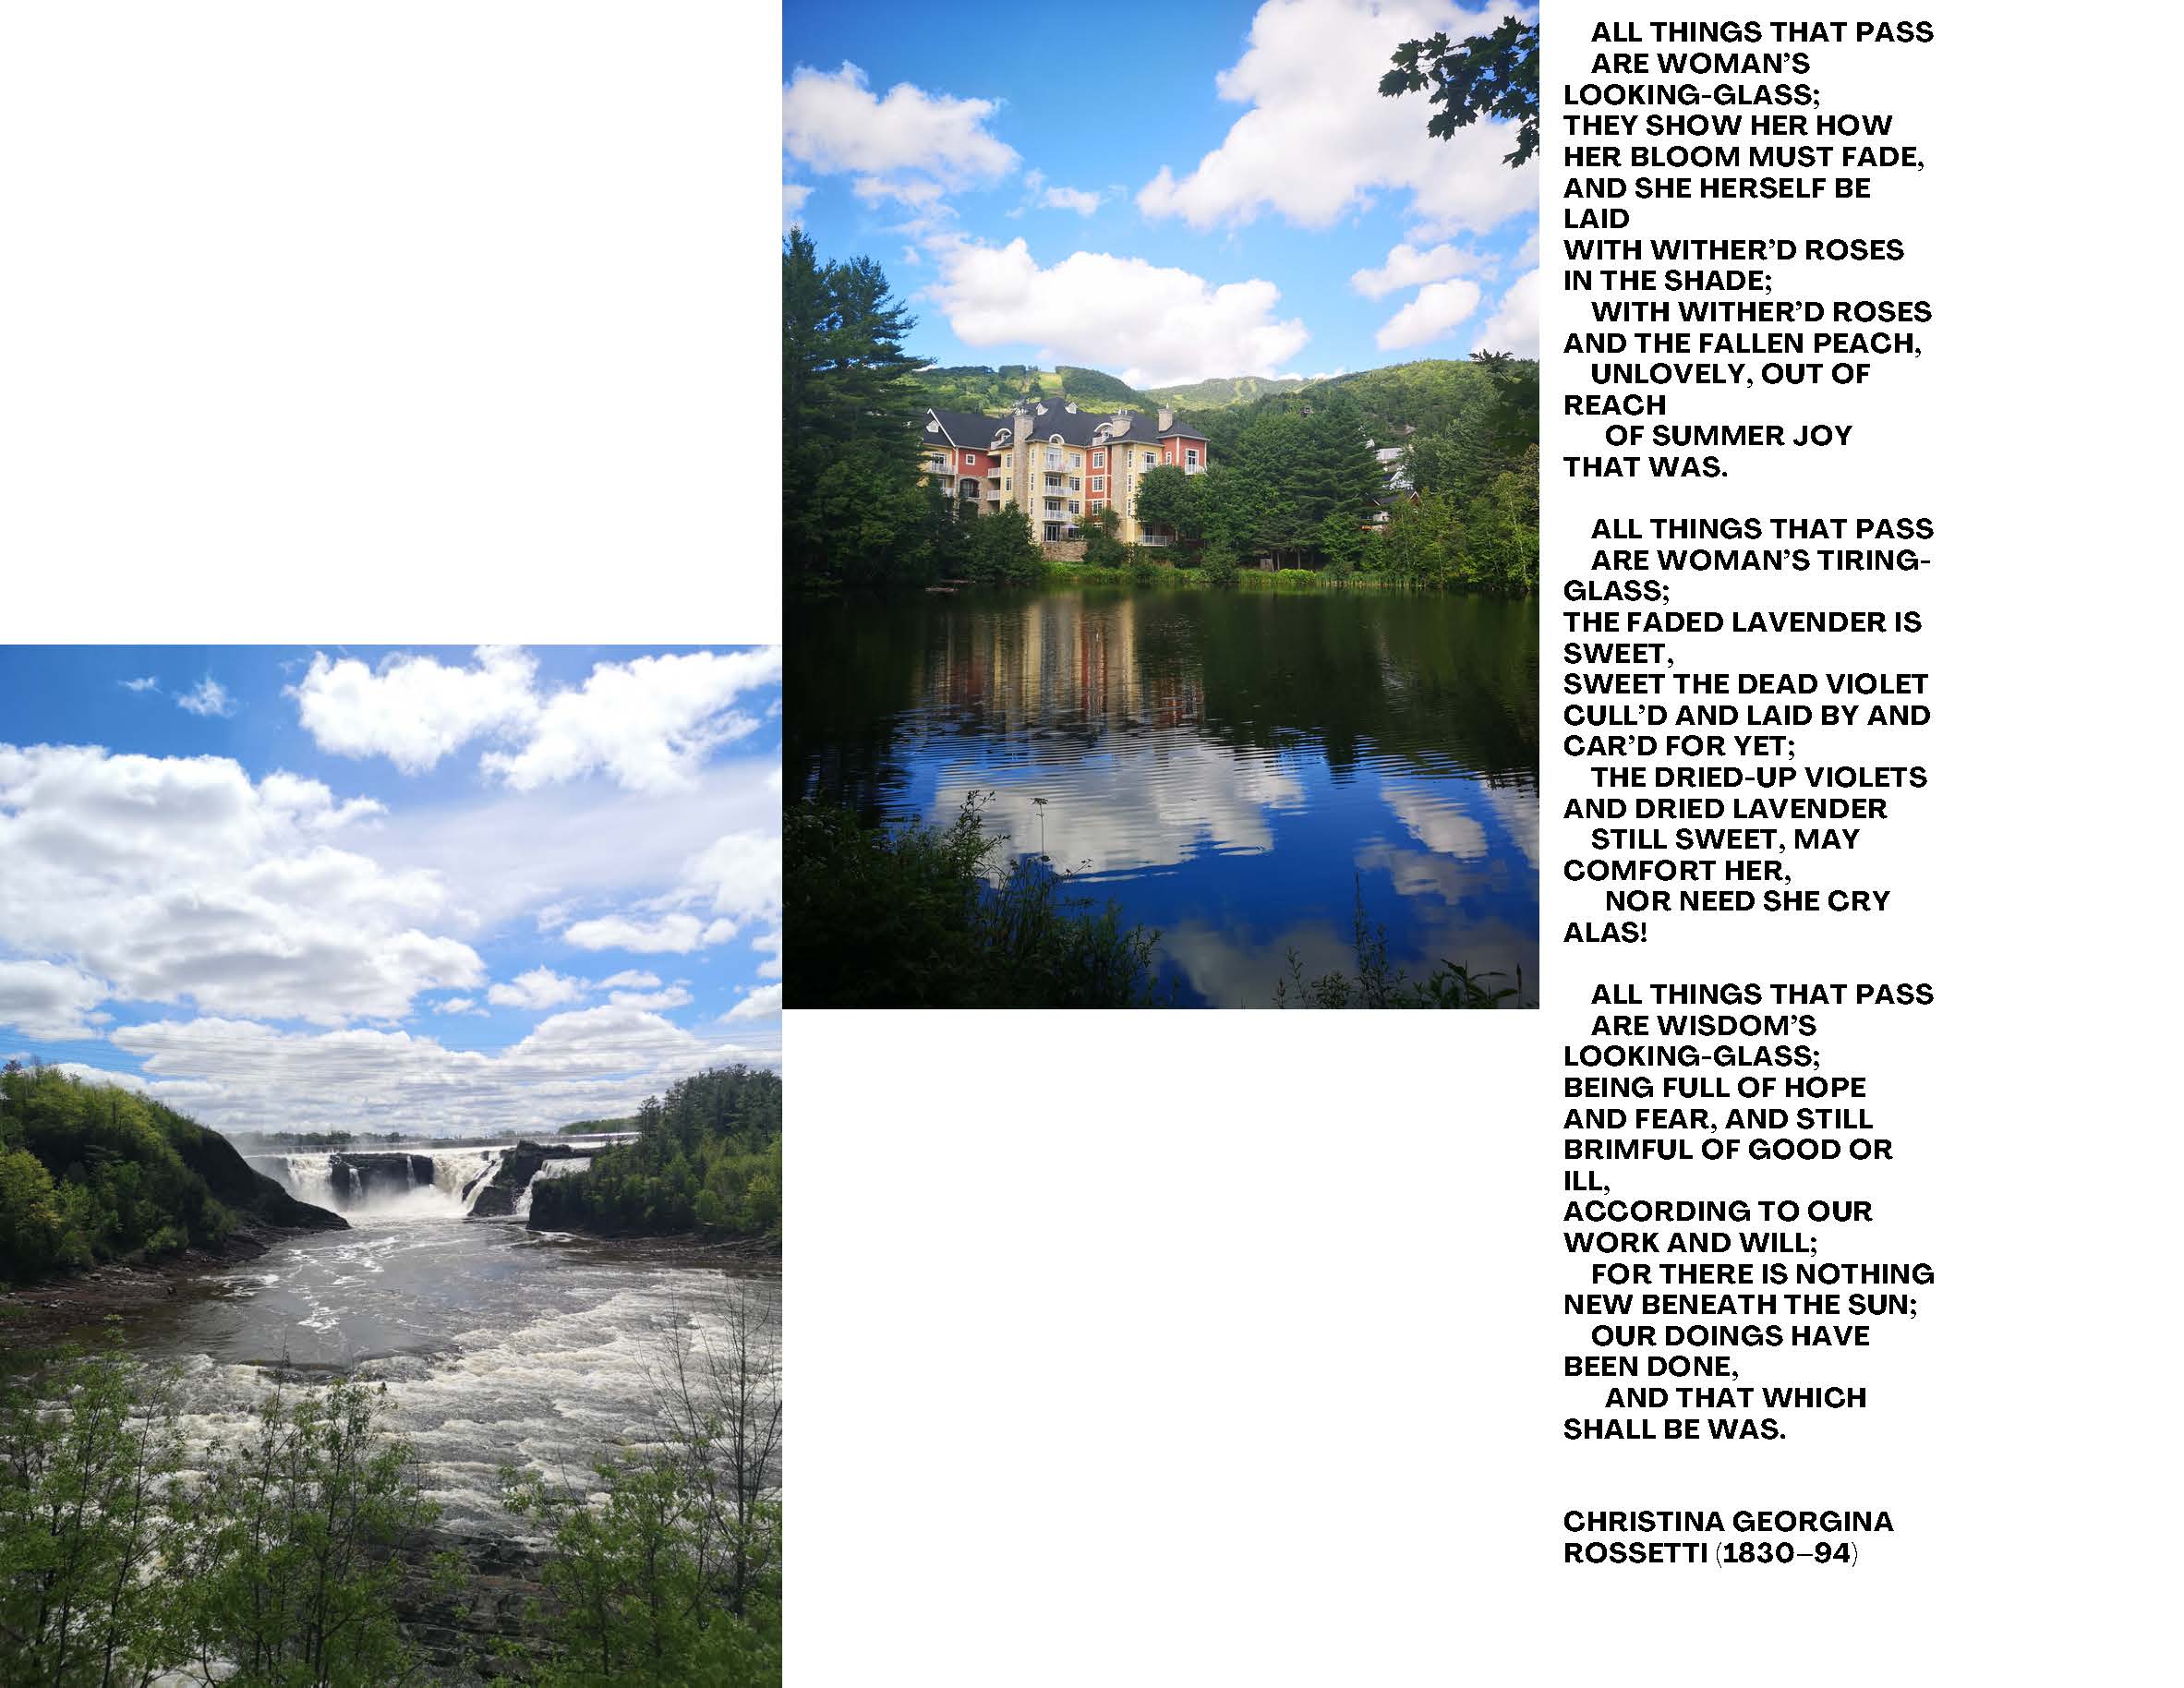 ALL THINGS THAT PASS
ARE WOMAN’S
LOOKING-GLASS;
THEY SHOW HER HOW
HER BLOOM MUST FADE,
AND SHE HERSELF BE
LAID
WITH WITHER’D ROSES
IN THE SHADE;
WITH WITHER’D ROSES
AND THE FALLEN PEACH,
UNLOVELY, OUT OF
REACH
OF SUMMER JOY
THAT WAS.

ALL THINGS THAT PASS
ARE WOMAN’S TIRING-
GLASS;
THE FADED LAVENDER IS
SWEET,
SWEET THE DEAD VIOLET
CULL’D AND LAID BY AND
CAR’D FOR YET;
THE DRIED-UP VIOLETS
AND DRIED LAVENDER
STILL SWEET, MAY
COMFORT HER,
NOR NEED SHE CRY
ALAS!

ALL THINGS THAT PASS
ARE WISDOM’S
LOOKING-GLASS;
BEING FULL OF HOPE
AND FEAR, AND STILL
BRIMFUL OF GOOD OR
ILL,
ACCORDING TO OUR
WORK AND WILL;
FOR THERE IS NOTHING
NEW BENEATH THE SUN;
OUR DOINGS HAVE
BEEN DONE,
AND THAT WHICH
SHALL BE WAS.

CHRISTINA GEORGINA
ROSSETTI (1830–94)